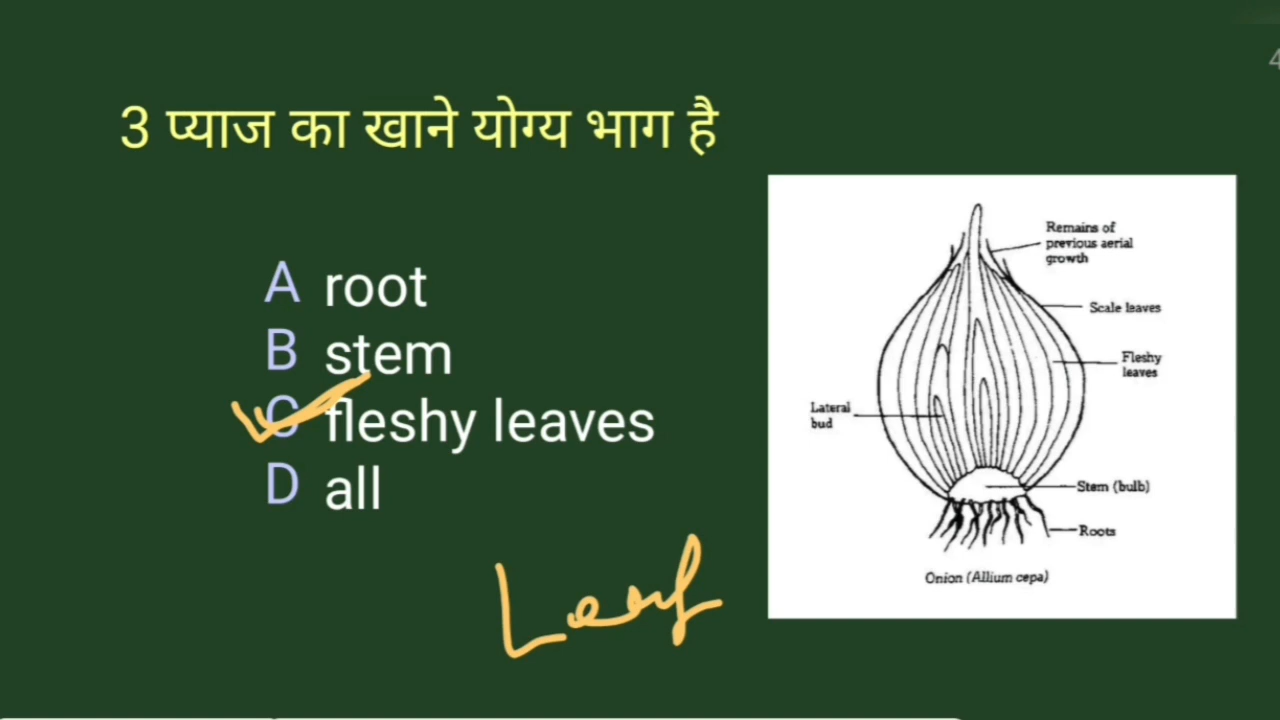 3 प्याज का खाने योग्य भाग है
A root
B stem
C fleshy leaves
D all
Leaf
Remains of
previous aerial
growth
Scale leaves
Fleshy
leaves
Lateral
bud
Stem (bulb)
Roots
Onion (Allium cepa)
4